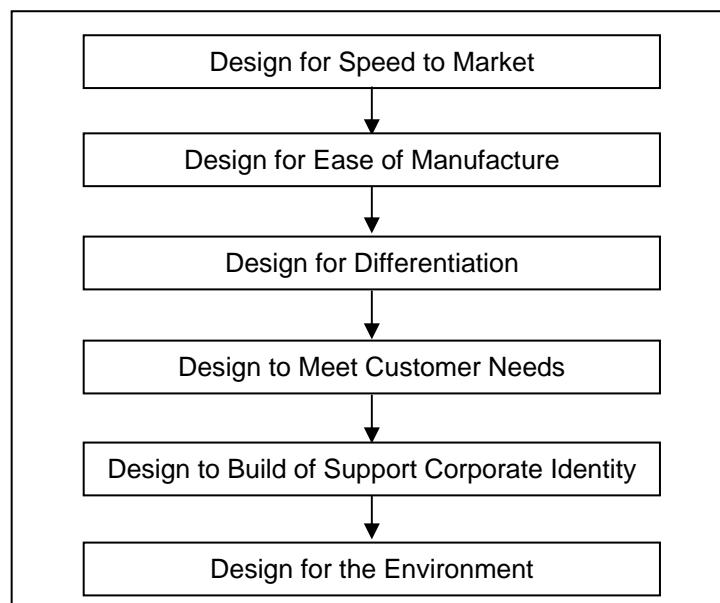 Design for Speed to Market
Design for Ease of Manufacture
Design for Differentiation
Design to Meet Customer Needs
Design to Build of Support Corporate Identity
Design for the Environment